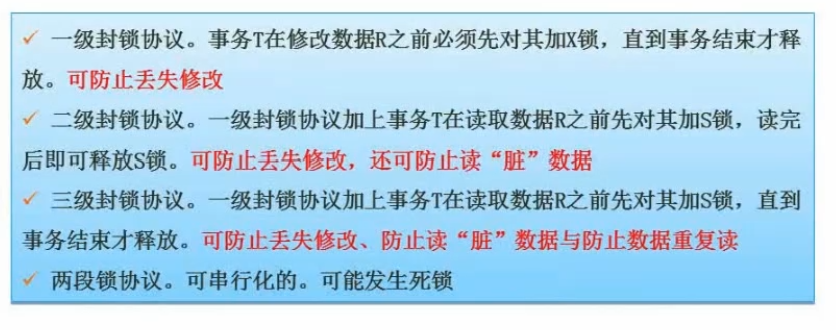 ✓ 一级封锁协议。事务T在修改数据R之前必须先对其加X锁，直到事务结束才释
放。可防止丢失修改
✓ 二级封锁协议。一级封锁协议加上事务T在读取数据R之前先对其加S锁，读完
后即可释放S锁。可防止丢失修改，还可防止读“脏”数据
✓ 三级封锁协议。一级封锁协议加上事务T在读取数据R之前先对其加S锁，直到
事务结束才释放。可防止丢失修改、防止读“脏”数据与防止数据重复读
✓ 两段锁协议。可串行化的。可能发生死锁